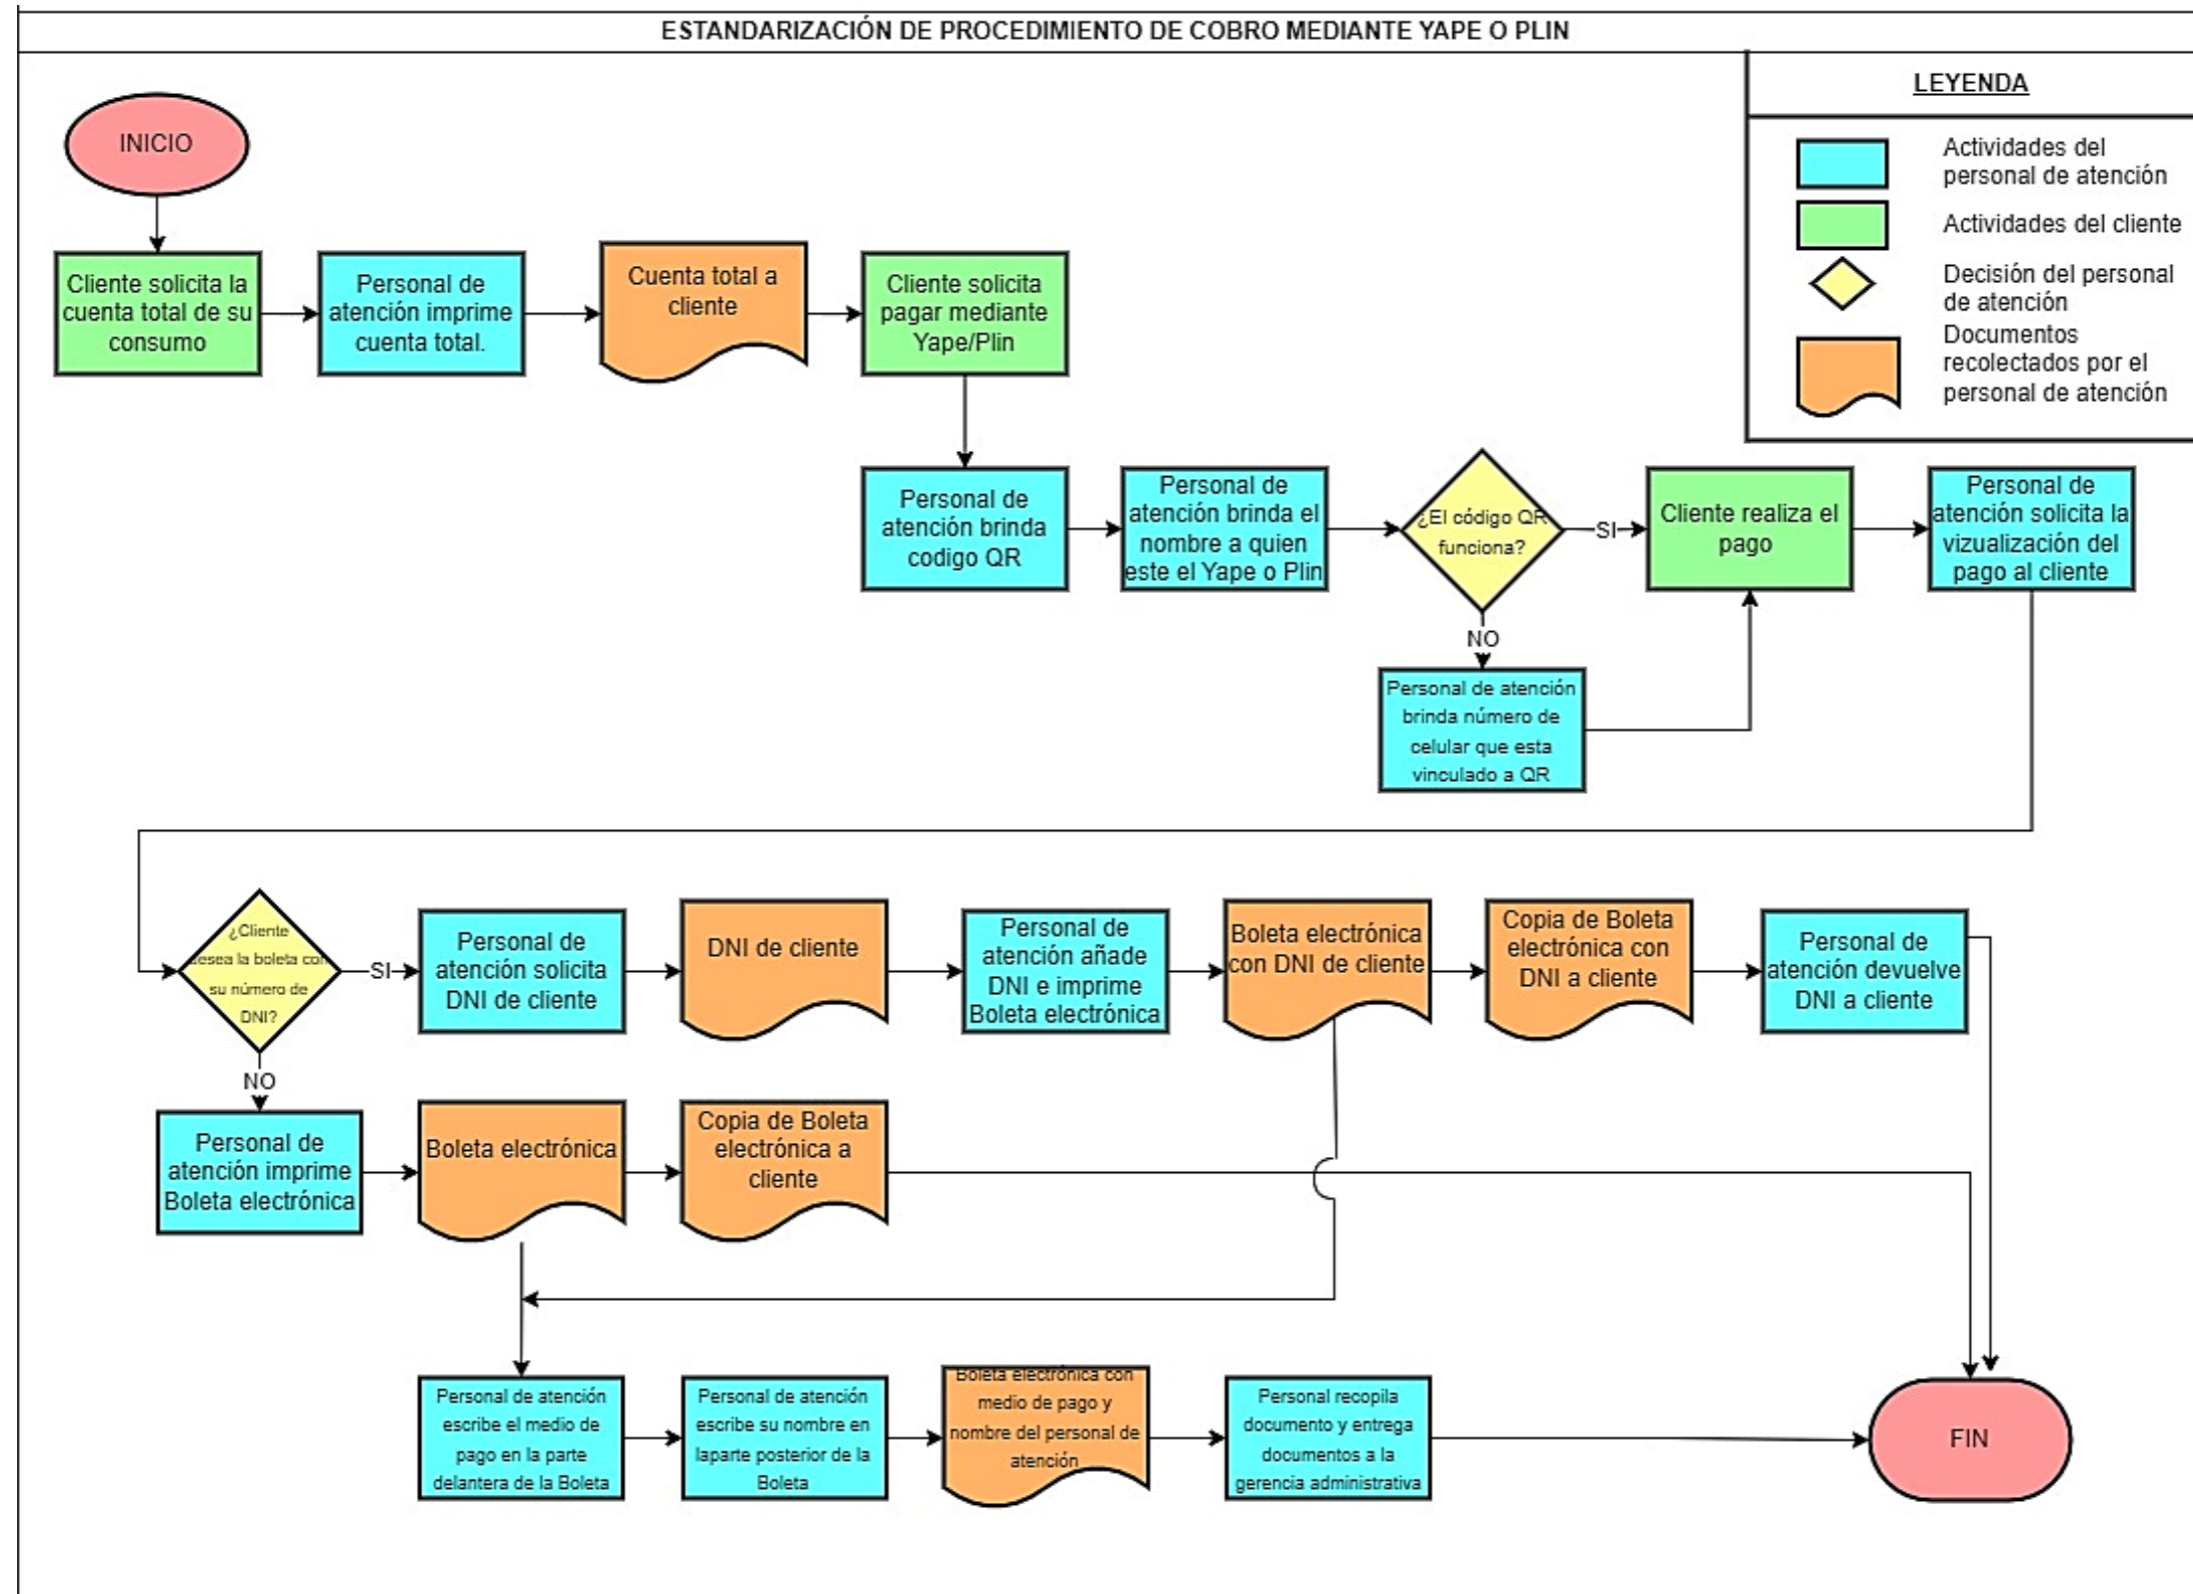 ESTANDARIZACIÓN DE PROCEDIMIENTO DE COBRO MEDIANTE YAPE O PLIN
LEYENDA
Actividades del
personal de atención
Actividades del cliente
Decisión del personal
de atención
Documentos
recolectados por el
personal de atención
INICIO
Cliente solicita la
cuenta total de su
consumo
Personal de
atención imprime
cuenta total.
Cuenta total a
cliente
Cliente solicita
pagar mediante
Yape/Plin
Personal de
atención brinda
codigo QR
Personal de
atención brinda el
nombre a quien
este el Yape o Plin
¿El código QR
funciona?
SI
NO
Cliente realiza el
pago
Personal de
atención solicita la
vizualización del
pago al cliente
Personal de atención
brinda número de
celular que esta
vinculado a QR
¿Cliente
desea la boleta con
su número de
DNI?
SI
NO
Personal de
atención solicita
DNI de cliente
DNI de cliente
Personal de
atención añade
DNI e imprime
Boleta electrónica
Boleta electrónica
con DNI de cliente
Copia de Boleta
electrónica con
DNI a cliente
Personal de
atención devuelve
DNI a cliente
Personal de
atención imprime
Boleta electrónica
Boleta electrónica
Copia de Boleta
electrónica a
cliente
Personal de atención
escribe el medio de
pago en la parte
delantera de la Boleta
Personal de atención
escribe su nombre en
laparte posterior de la
Boleta
Boleta electrónica con
medio de pago y
nombre del personal de
atención
Personal recopila
documento y entrega
documentos a la
gerencia administrativa
FIN